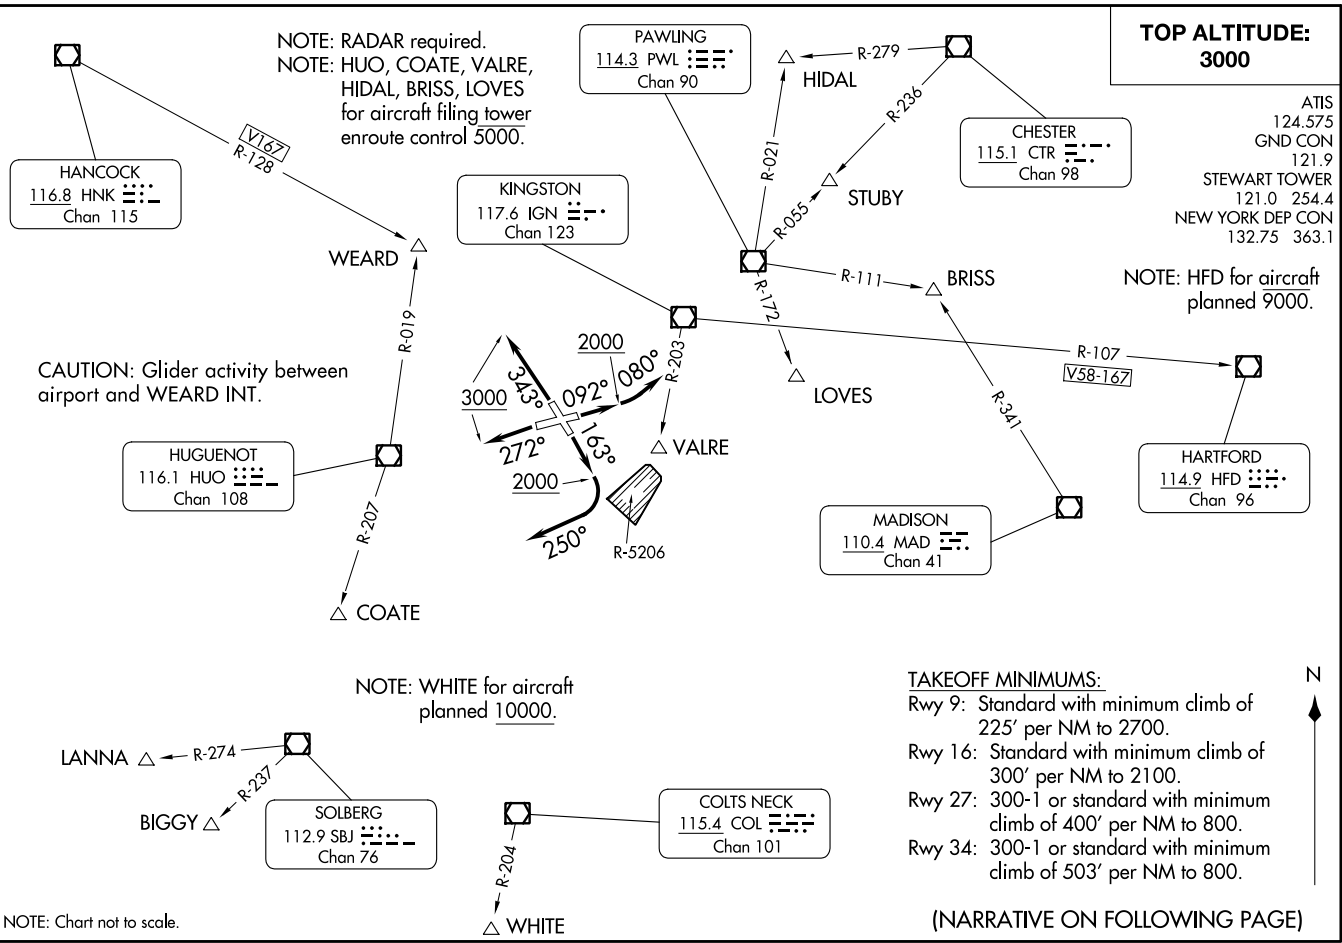 TOP ALTITUDE:
3000
NOTE: RADAR required.
NOTE: HUO, COATE, VALRE,
HIDAL, BRISS, LOVES
for aircraft filing tower
enroute control 5000.
PAWLING
114.3 PWL
Chan 90
HIDAL
R-279
R-236
R-021
R-055
STUBY
CHESTER
115.1 CTR
Chan 98
ATIS
124.575
GND CON
121.9
STEWART TOWER
121.0 254.4
NEW YORK DEP CON
132.75 363.1
V167
R-128
HANCOCK
116.8 HNK
Chan 115
KINGSTON
117.6 IGN
Chan 123
WEARD
R-019
R-111
BRISS
R-172
NOTE: HFD for aircraft
planned 9000.
R-203
R-107
V58-167
LOVES
R-341
CAUTION: Glider activity between
airport and WEARD INT.
343°
3000
2000
092°
080°
272°
163°
2000
250°
VALRE
R-5206
HUGUENOT
116.1 HUO
Chan 108
R-207
COATE
HARTFORD
114.9 HFD
Chan 96
MADISON
110.4 MAD
Chan 41
NOTE: WHITE for aircraft
planned 10000.
LANNA
R-274
R-237
BIGGY
SOLBERG
112.9 SBJ
Chan 76
COLTS NECK
115.4 COL
Chan 101
R-204
WHITE
TAKEOFF MINIMUMS:
Rwy 9: Standard with minimum climb of
225' per NM to 2700.
Rwy 16: Standard with minimum climb of
300' per NM to 2100.
Rwy 27: 300-1 or standard with minimum
climb of 400' per NM to 800.
Rwy 34: 300-1 or standard with minimum
climb of 503' per NM to 800.
N
NOTE: Chart not to scale.
(NARRATIVE ON FOLLOWING PAGE)